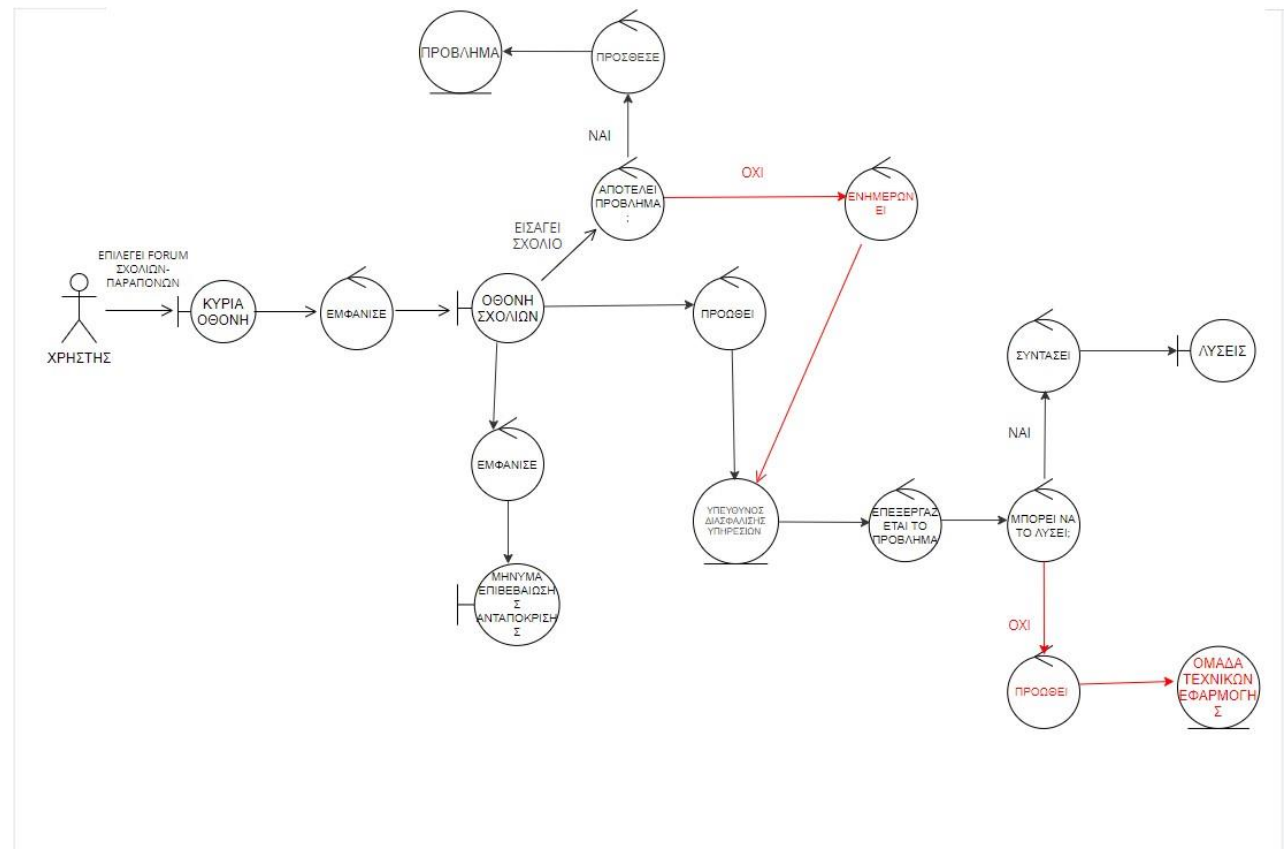 ΠΡΟΒΛΗΜΑ
ΠΡΟΣΘΕΣΕ
ΝΑΙ
ΑΠΟΤΕΛΕΙ
ΠΡΟΒΛΗΜΑ
;
ΟΧΙ
ΕΝΗΜΕΡΩΝ
ΕΙ
ΕΙΣΑΓΕΙ
ΣΧΟΛΙΟ
ΕΠΙΛΕΓΕΙ FORUM
ΣΧΟΛΙΩΝ-
ΠΑΡΑΠΟΝΩΝ
ΧΡΗΣΤΗΣ
ΚΥΡΙΑ
ΟΘΟΝΗ
ΕΜΦΑΝΙΣΕ
ΟΘΟΝΗ
ΣΧΟΛΙΩΝ
ΠΡΟΩΘΕΙ
ΣΥΝΤΑΣΕΙ
ΛΥΣΕΙΣ
ΝΑΙ
ΕΜΦΑΝΙΣΕ
ΥΠΕΥΘΥΝΟΣ
ΔΙΑΣΦΑΛΙΣΗΣ
ΥΠΗΡΕΣΙΩΝ
ΕΠΕΞΕΡΓΑΖ
ΕΤΑΙ ΤΟ
ΠΡΟΒΛΗΜΑ
ΜΠΟΡΕΙ ΝΑ
ΤΟ ΛΥΣΕΙ;
ΜΗΝΥΜΑ
ΕΠΙΒΕΒΑΙΩΣΗ
Σ
ΑΝΤΑΠΟΚΡΙΣΗ
Σ
ΟΧΙ
ΠΡΟΩΘΕΙ
ΟΜΑΔΑ
ΤΕΧΝΙΚΩΝ
ΕΦΑΡΜΟΓΗ
Σ